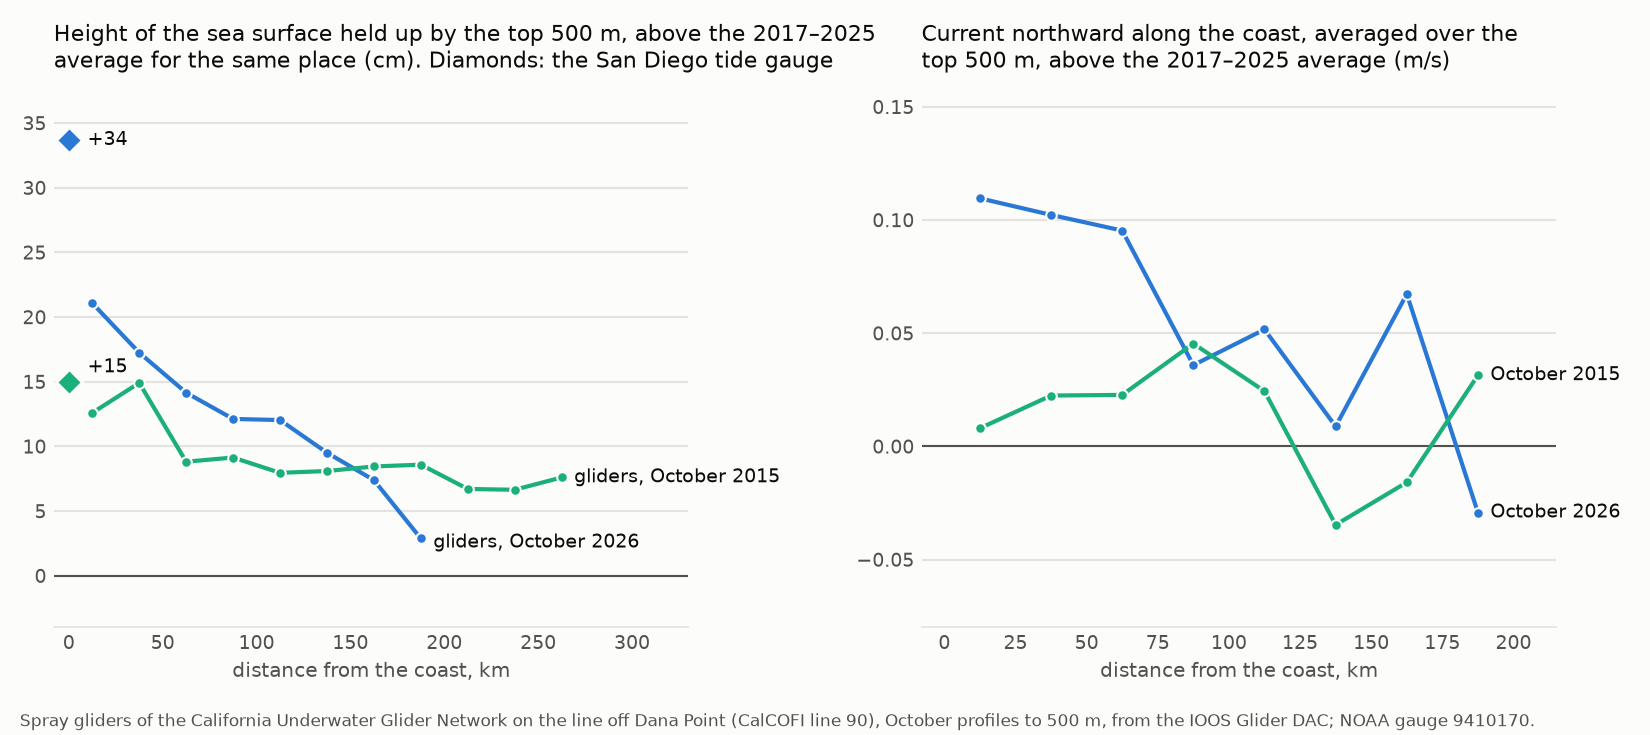 Height of the sea surface held up by the top 500 m, above the 2017–2025
average for the same place (cm). Diamonds: the San Diego tide gauge
35
30
25
20
15
10
5
0
+34
+15
gliders, October 2015
gliders, October 2026
0 50 100 150 200 250 300
distance from the coast, km
Current northward along the coast, averaged over the
top 500 m, above the 2017–2025 average (m/s)
0.15
0.10
0.05
0.00
−0.05
October 2015
October 2026
0 25 50 75 100 125 150 175 200
distance from the coast, km
Spray gliders of the California Underwater Glider Network on the line off Dana Point (CalCOFI line 90), October profiles to 500 m, from the IOOS Glider DAC; NOAA gauge 9410170.